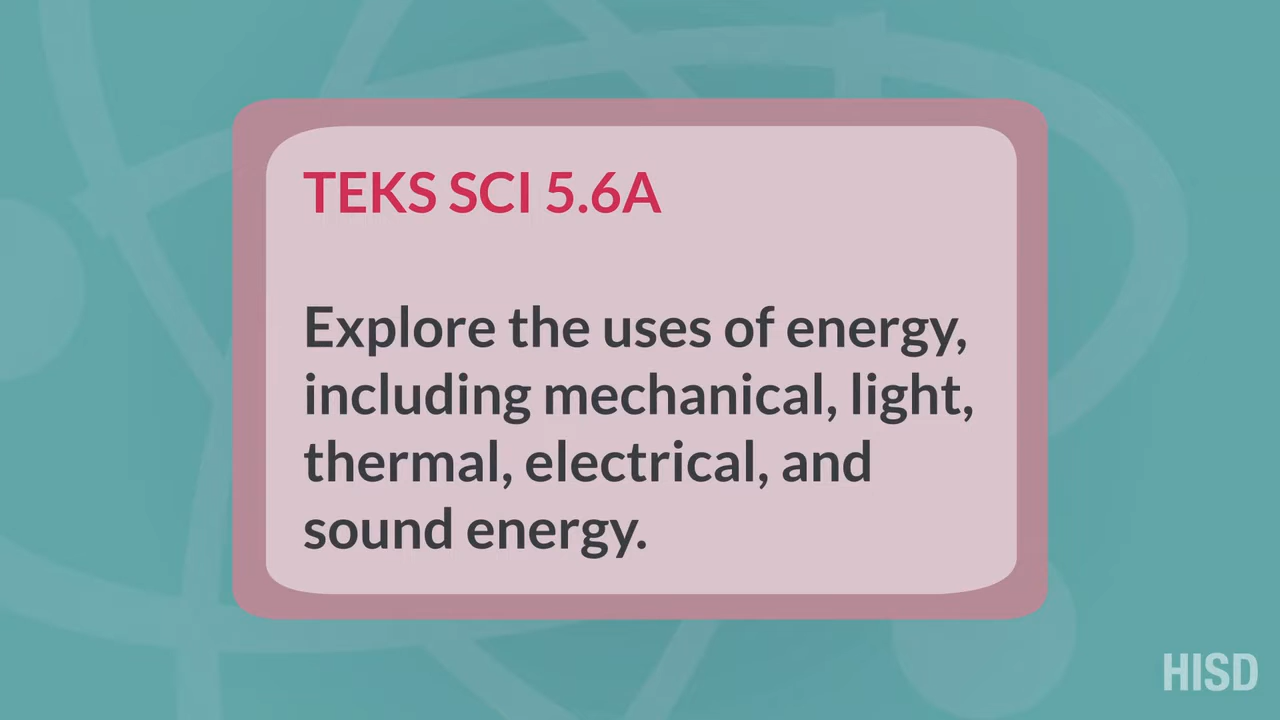 TEKS SCI 5.6A
Explore the uses of energy,
including mechanical, light,
thermal, electrical, and
sound energy.
HISD